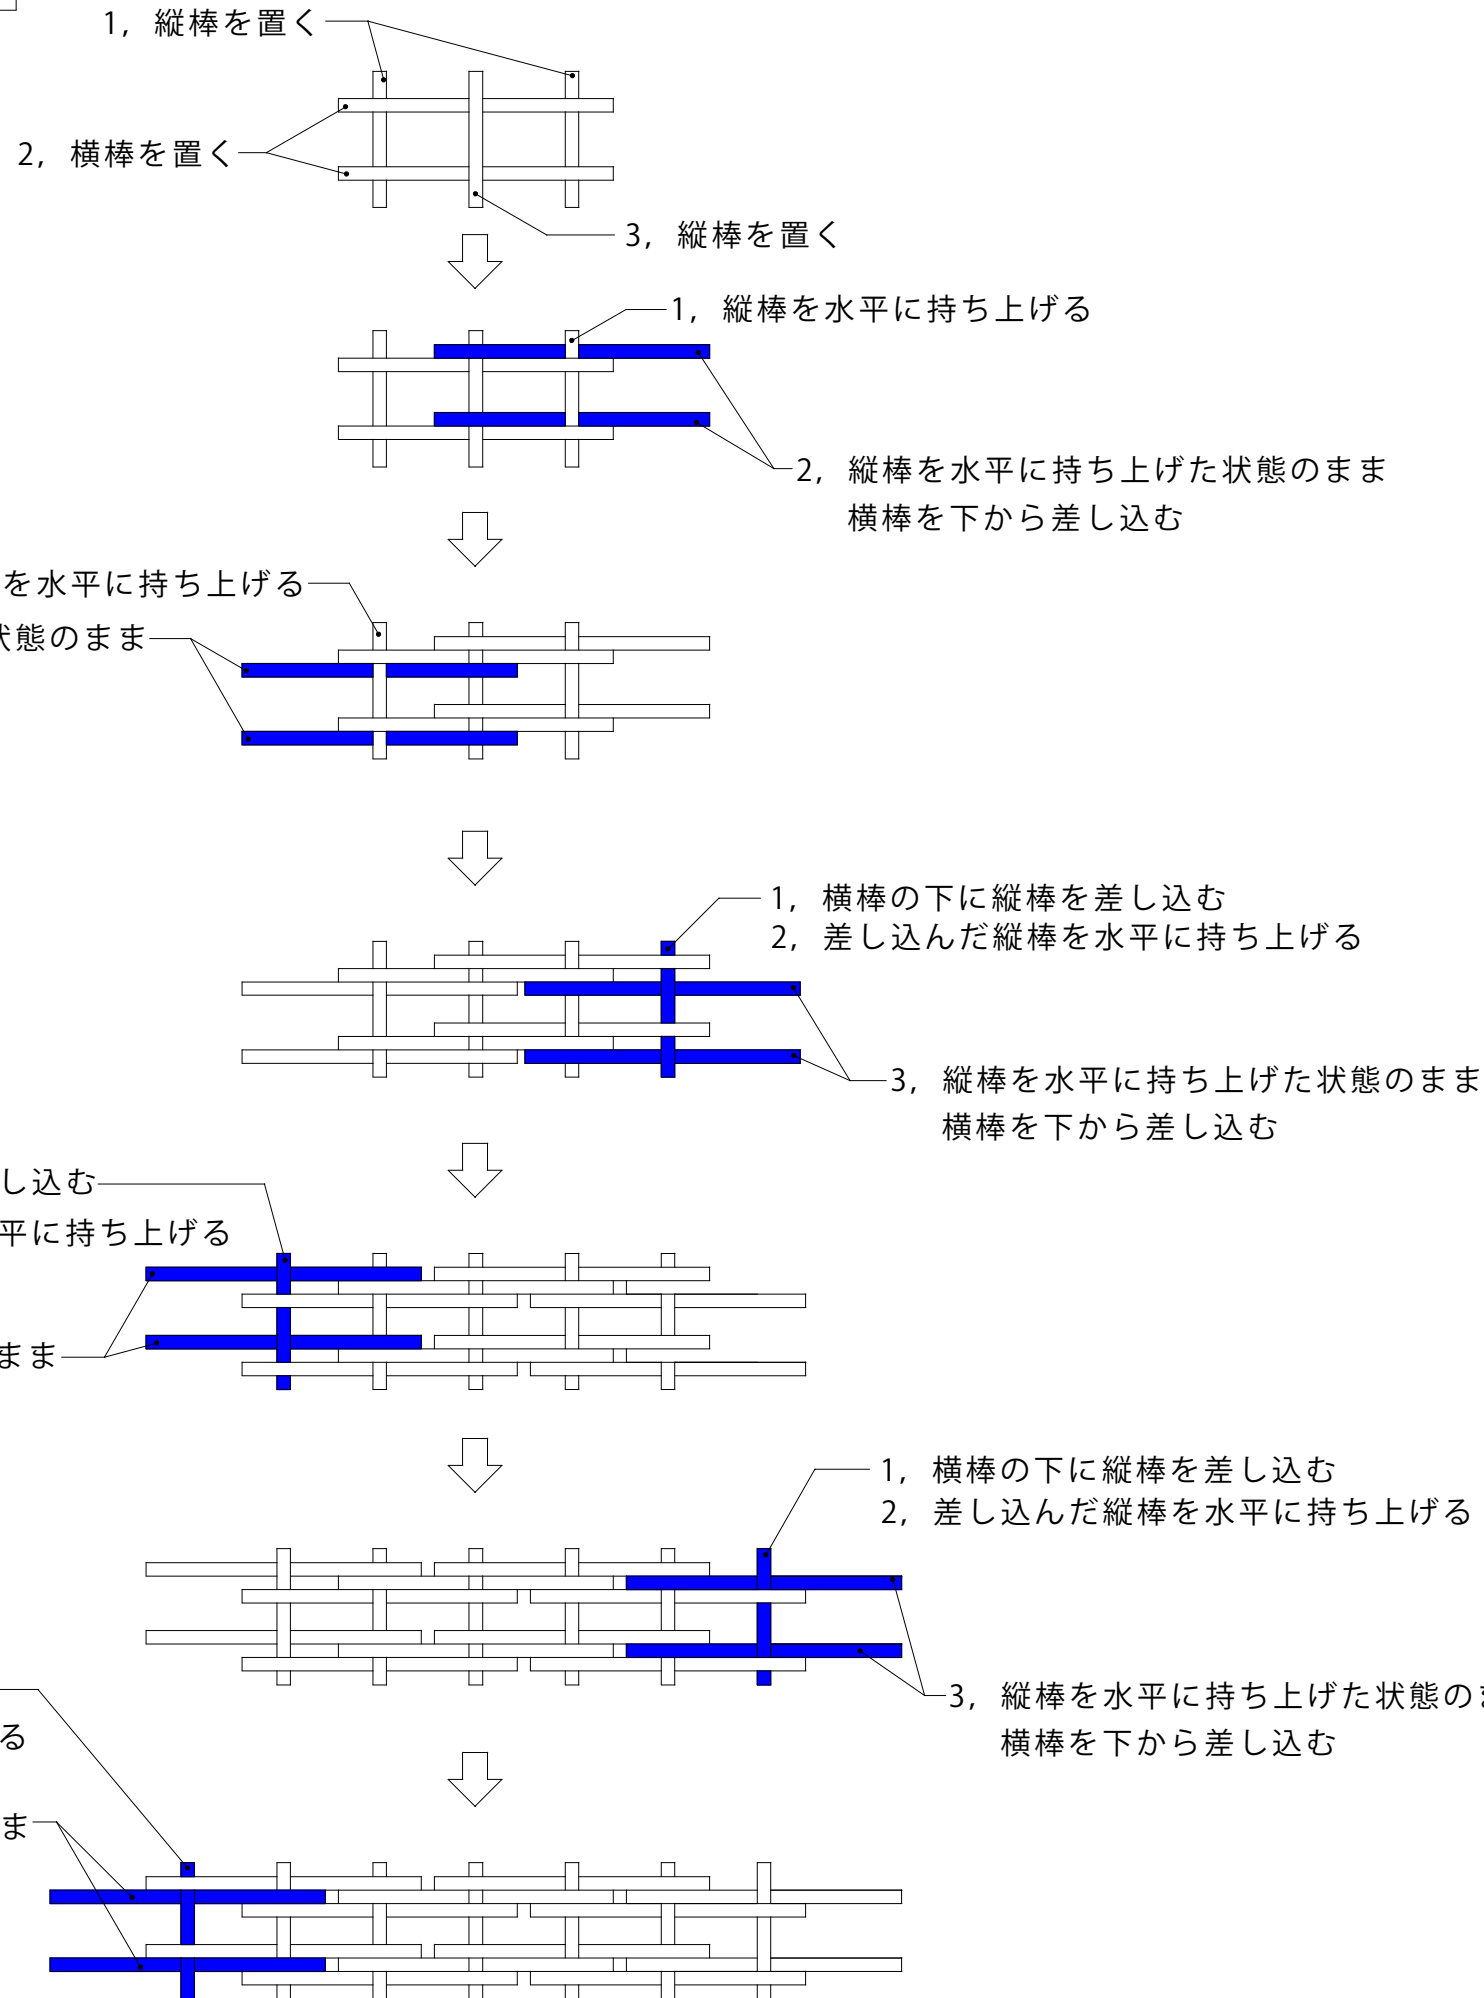 1, 縦棒を置く
2, 横棒を置く
3, 縦棒を置く
1, 縦棒を水平に持ち上げる
2, 縦棒を水平に持ち上げた状態のまま
横棒を下から差し込む
を水平に持ち上げる
状態のまま
1, 横棒の下に縦棒を差し込む
2, 差し込んだ縦棒を水平に持ち上げる
3, 縦棒を水平に持ち上げた状態のまま
横棒を下から差し込む
し込む
平に持ち上げる
まま
1, 横棒の下に縦棒を差し込む
2, 差し込んだ縦棒を水平に持ち上げる
3, 縦棒を水平に持ち上げた状態のま
横棒を下から差し込む
る
ま